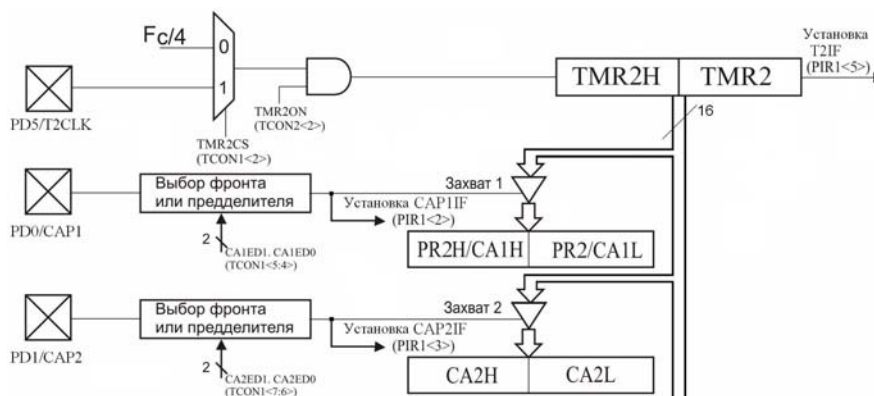 Fc/4
0
1
PD5/T2CLK
TMR2CS
(TCON1<2>)
TMR2ON
(TCON2<2>)
TMR2H
TMR2
Установка
T2IF
(PIR1<5>)
16
PD0/CAP1
Выбор фронта
или предделителя
2
CA1ED1. CA1ED0
(TCON1<5:4>)
Захват 1
Установка CAP1IF
(PIR1<2>)
PR2H/CA1H
PR2/CA1L
PD1/CAP2
Выбор фронта
или предделителя
2
CA2ED1. CA2ED0
(TCON1<7:6>)
Захват 2
Установка CAP2IF
(PIR1<3>)
CA2H
CA2L